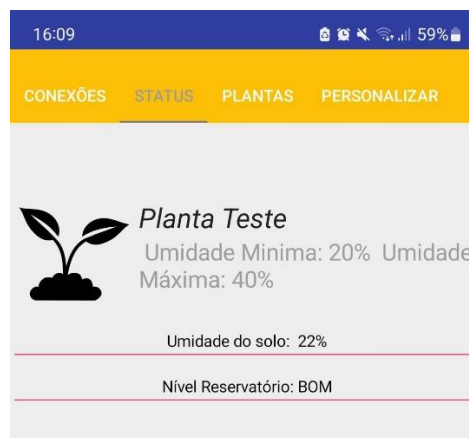 16:09 59%
CONEXÕES STATUS PLANTAS PERSONALIZAR
Planta Teste
Umidade Minima: 20% Umidade
Máxima: 40%
Umidade do solo: 22%
Nível Reservatório: BOM